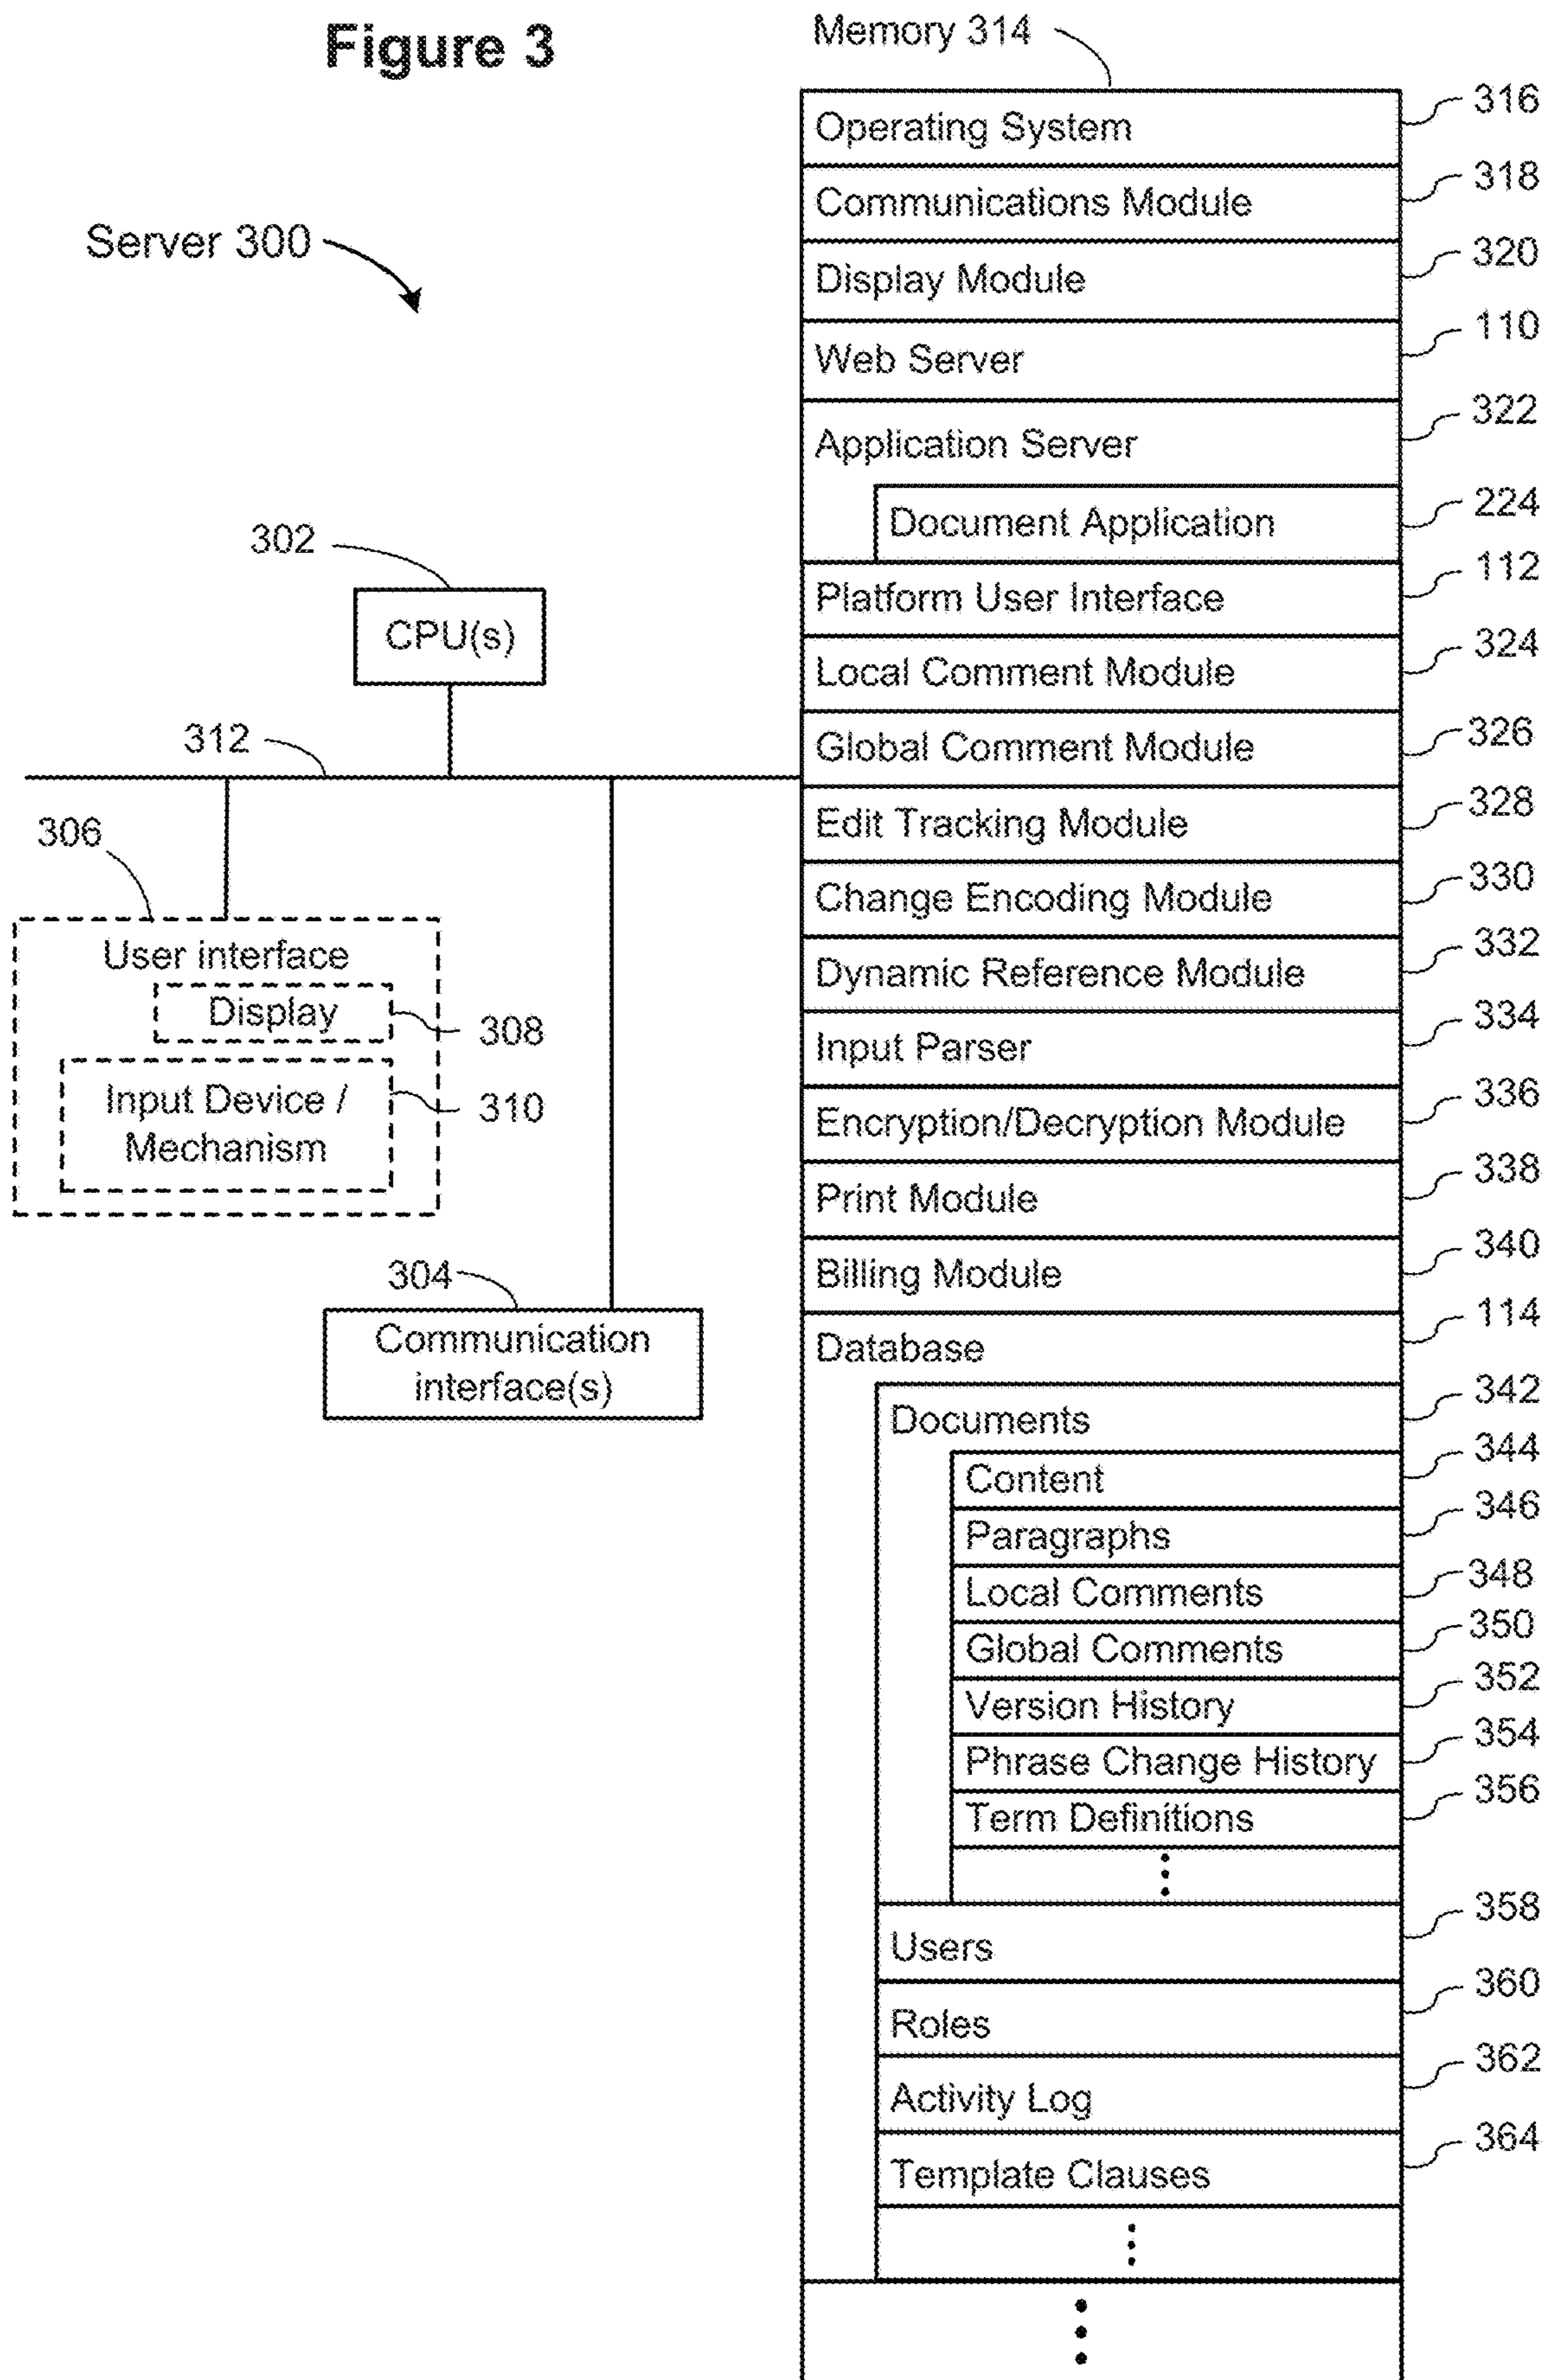 Figure 3
Memory 314
Server 300
302
CPU(s)
312
306
User interface
Display
308
Input Device /
Mechanism
310
304
Communication
interface(s)
Operating System
316
Communications Module
318
Display Module
320
Web Server
110
Application Server
322
Document Application
224
Platform User Interface
112
Local Comment Module
324
Global Comment Module
326
Edit Tracking Module
328
Change Encoding Module
330
Dynamic Reference Module
332
Input Parser
334
Encryption/Decryption Module
336
Print Module
338
Billing Module
340
Database
114
Documents
342
Content
344
Paragraphs
346
Local Comments
348
Global Comments
350
Version History
352
Phrase Change History
354
Term Definitions
356
Users
358
Roles
360
Activity Log
362
Template Clauses
364